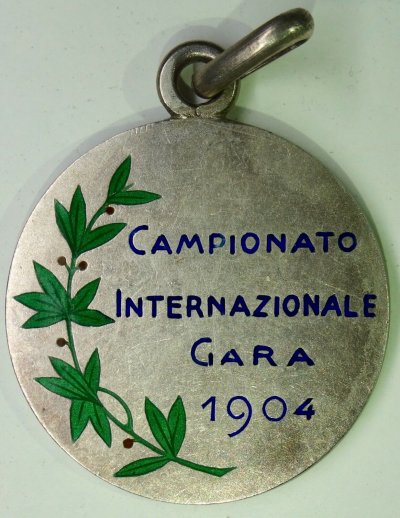 CAMPIONATO
INTERNAZIONALE
GARA
1904